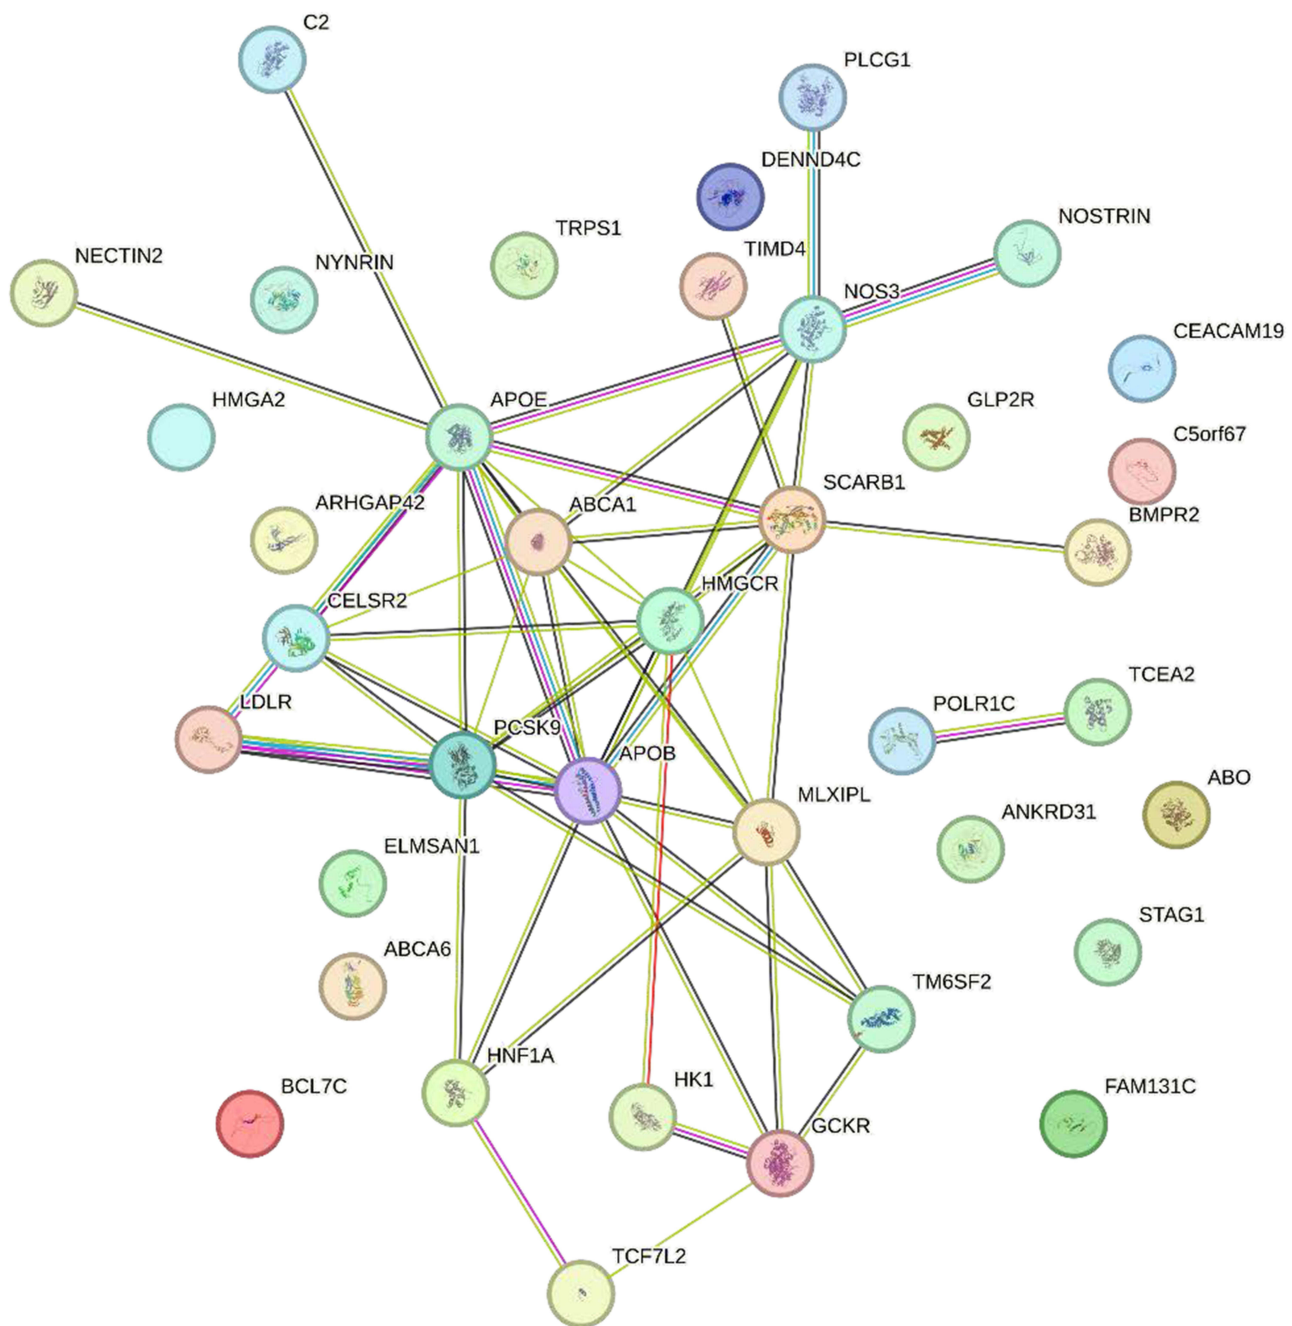 C2
PLCG1
DENND4C
NOSTRIN
TRPS1
TIMD4
NECTIN2
NYNRIN
NOS3
CEACAM19
HMGA2
APOE
GLP2R
C5orf67
SCARB1
ARHGAP42
ABCA1
BMPR2
HMGCR
CELSR2
TCEA2
LDLR
POLR1C
PCSK9
APOB
ABO
MLXIPL
ANKRD31
ELMSAN1
STAG1
ABCA6
TM6SF2
HNF1A
HK1
BCL7C
FAM131C
GCKR
TCF7L2